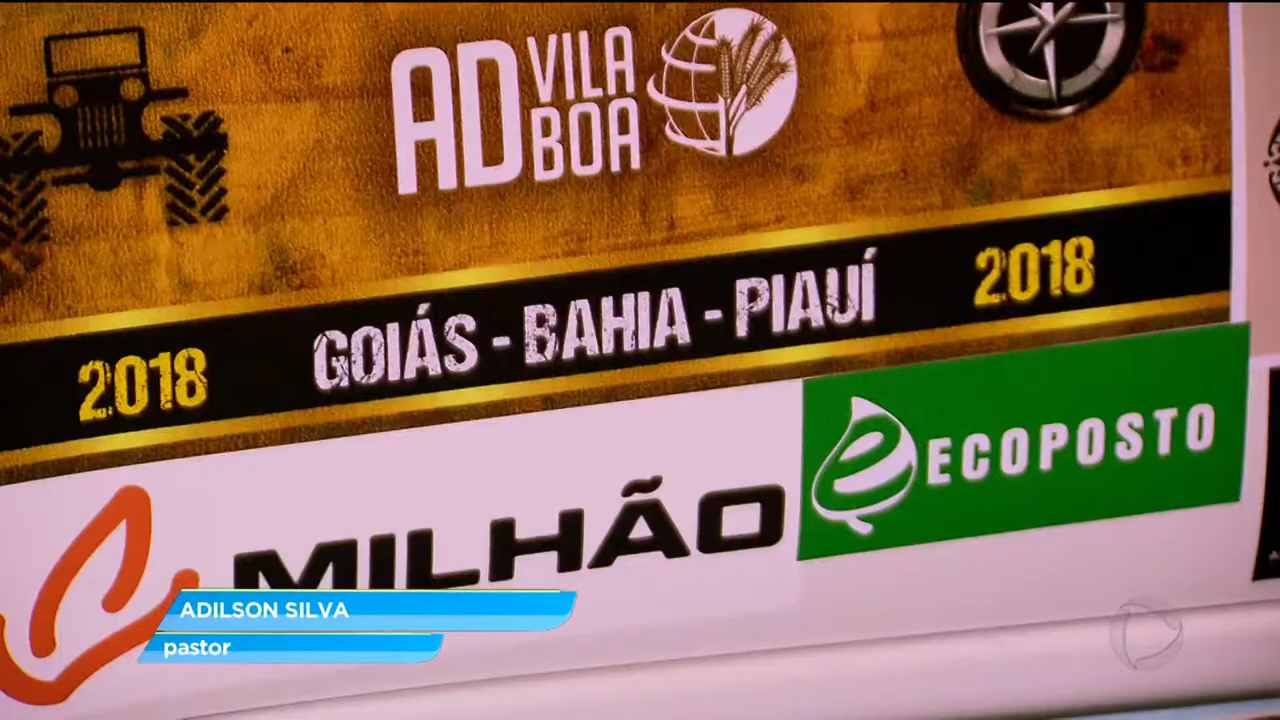 AD VILA BOA
2018 GOIÁS - BAHIA - PIAUÍ 2018
MILHÃO
ECOPOSTO
ADILSON SILVA
pastor